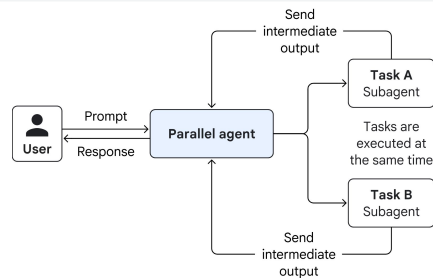 Send
intermediate
output
Task A
Subagent
Prompt
User
Response
Parallel agent
Tasks are
executed at
the same time
Task B
Subagent
Send
intermediate
output